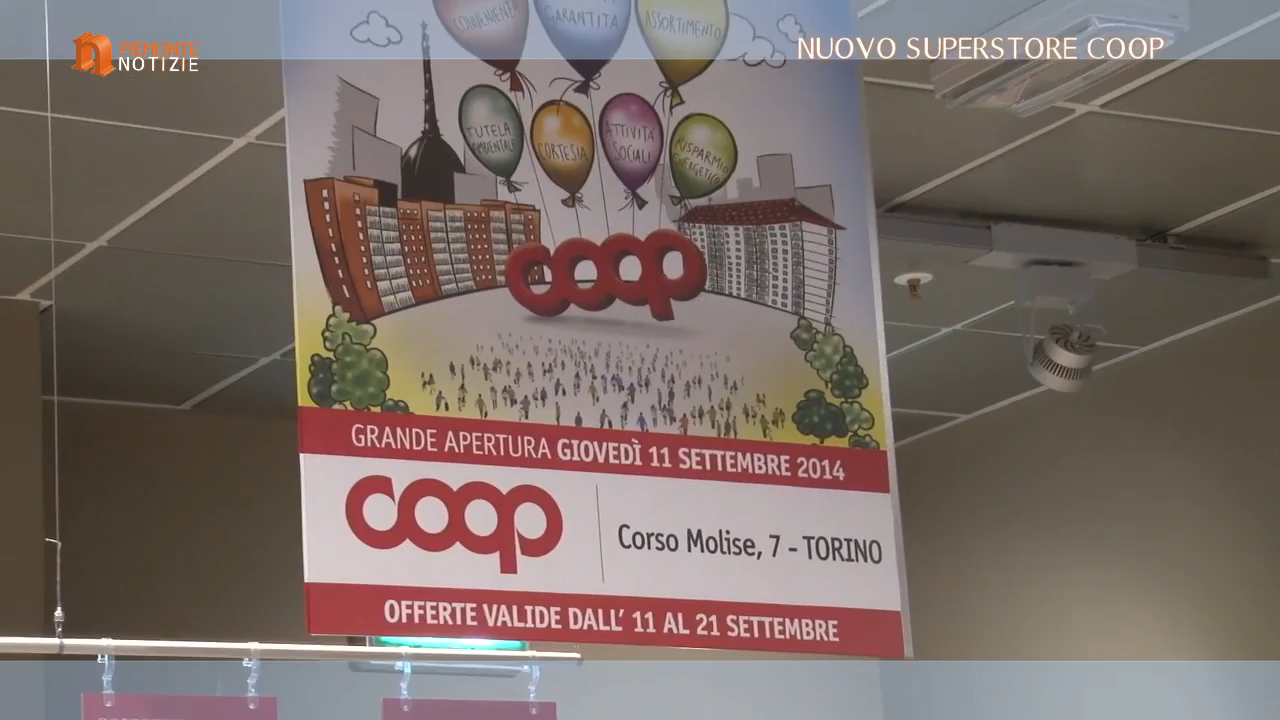 PIEMONTE
NOTIZIE
NUOVO SUPERSTORE COOP
GARANTITA
ASSORTIMENTO
TUTELA
AMBIENTALE
CORTESIA
ATTIVITÀ
SOCIALI
RISPARMIO
ENERGETICO
coop
GRANDE APERTURA GIOVEDÌ 11 SETTEMBRE 2014
coop
Corso Molise, 7 - TORINO
OFFERTE VALIDE DALL' 11 AL 21 SETTEMBRE